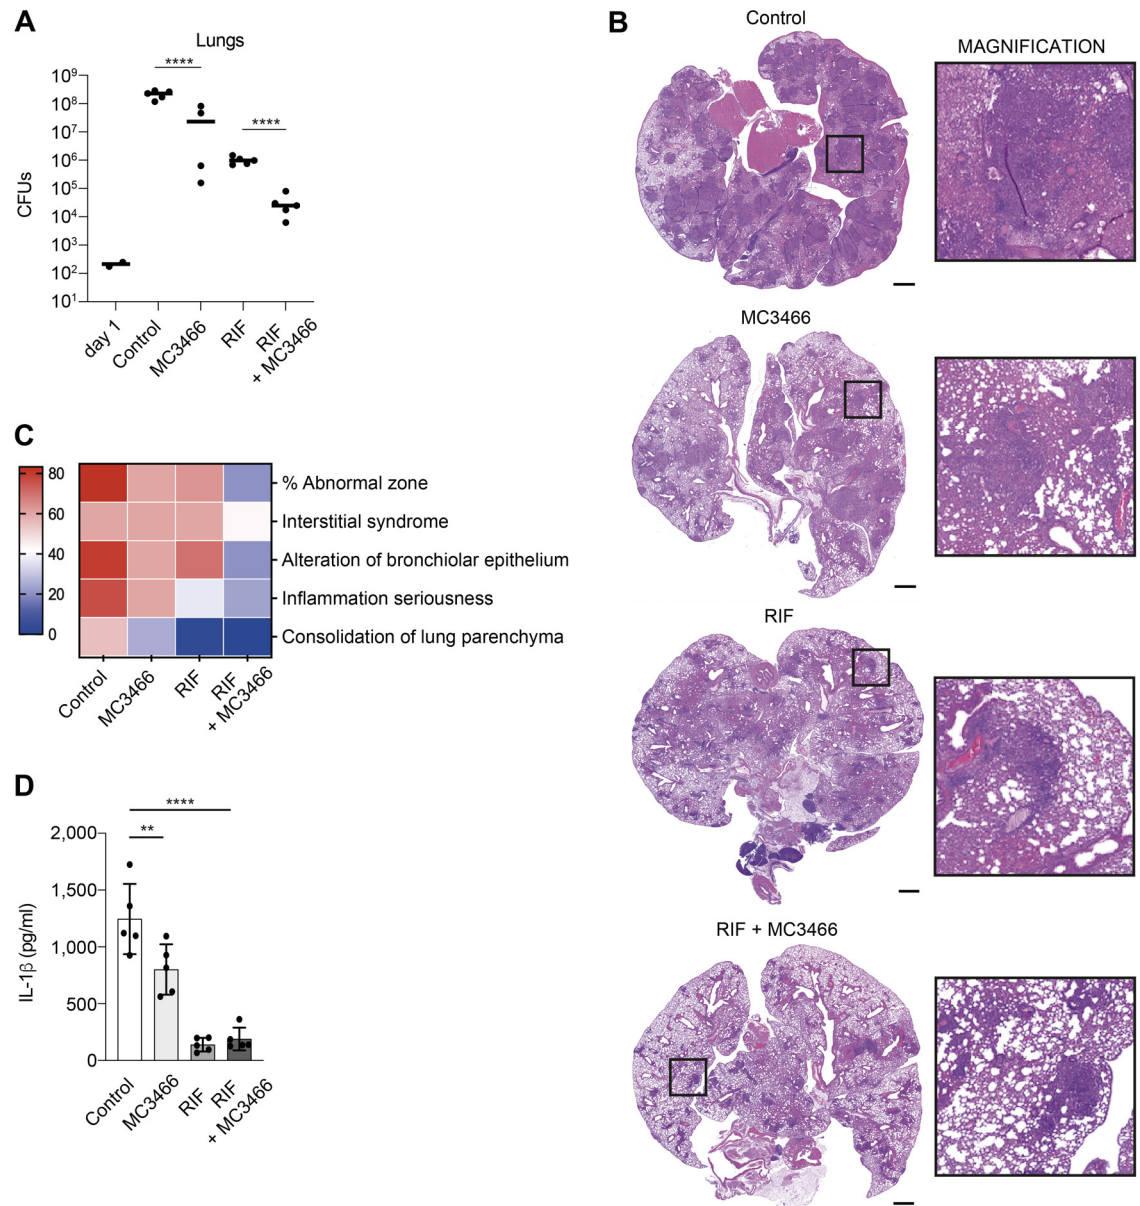 A
Lungs
****
****
CFUs
10⁹
10⁸
10⁷
10⁶
10⁵
10⁴
10³
10²
10¹
day 1
Control
MC3466
RIF
RIF
+ MC3466
B
Control
MAGNIFICATION
MC3466
RIF
RIF + MC3466
C
80
60
40
20
0
% Abnormal zone
Interstitial syndrome
Alteration of bronchiolar epithelium
Inflammation seriousness
Consolidation of lung parenchyma
Control
MC3466
RIF
RIF
+ MC3466
D
****
**
IL-1β (pg/ml)
2,000
1,500
1,000
500
0
Control
MC3466
RIF
RIF
+ MC3466